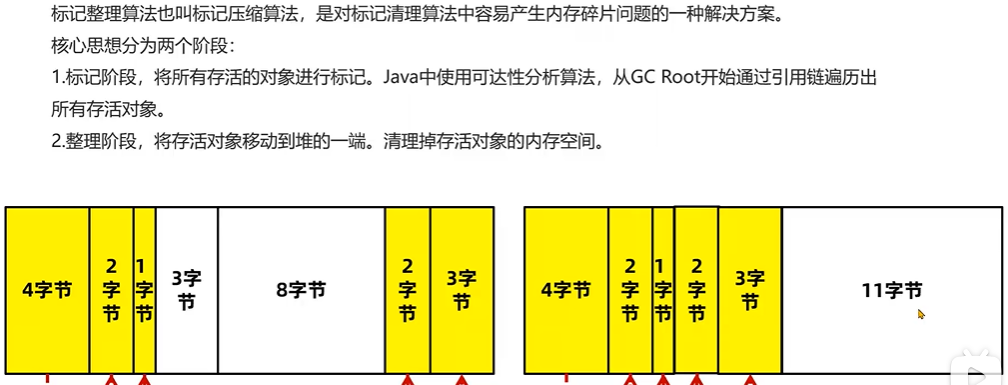 标记整理算法也叫标记压缩算法，是对标记清理算法中容易产生内存碎片问题的一种解决方案。
核心思想分为两个阶段：
1.标记阶段，将所有存活的对象进行标记。Java中使用可达性分析算法，从GC Root开始通过引用链遍历出
所有存活对象。
2.整理阶段，将存活对象移动到堆的一端。清理掉存活对象的内存空间。
4字节
2字节
1字节
3字节
8字节
2字节
3字节
4字节
2字节
1字节
2字节
3字节
11字节